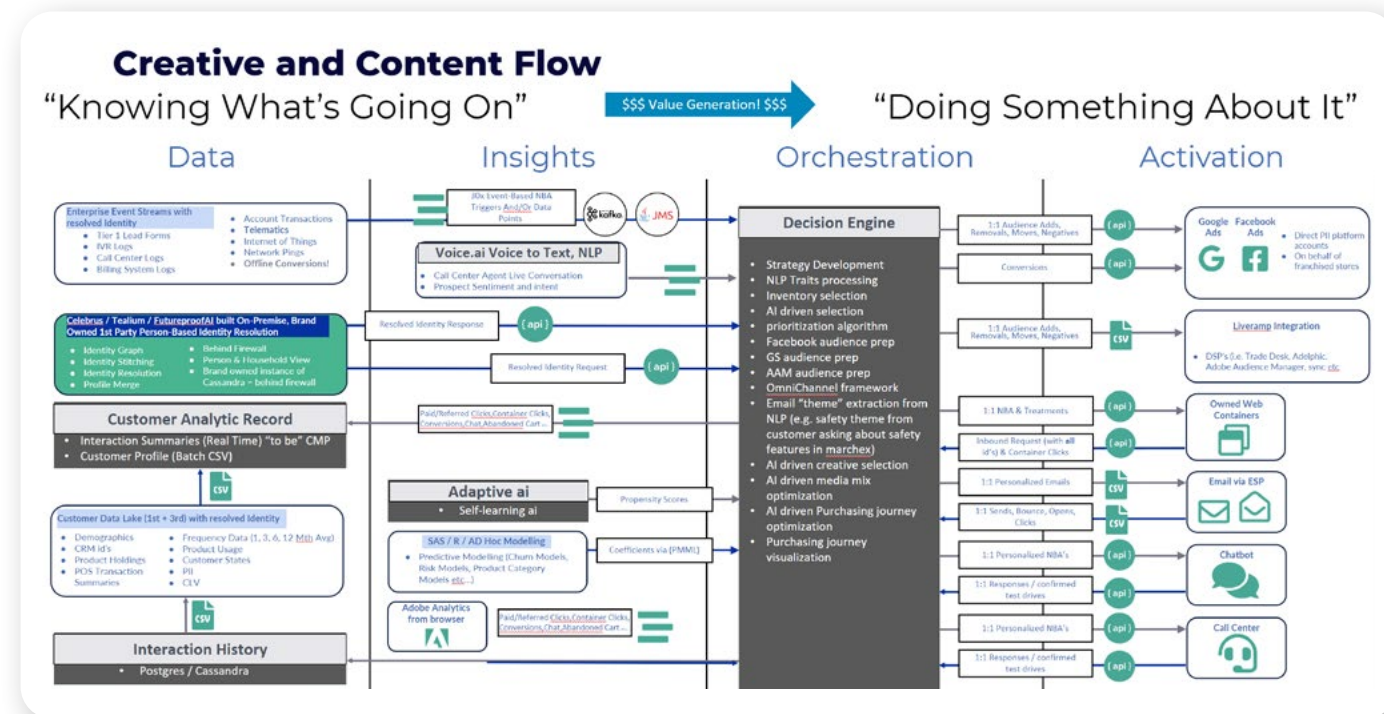 Creative and Content Flow
“Knowing What’s Going On”
$$$ Value Generation! $$$
“Doing Something About It”
Data
Insights
Orchestration
Activation
Enterprise Event Streams with
resolved Identity
Tier 1 Lead Forms
IVR Logs
Call Center Logs
Billing System Logs
Account Transactions
Telematics
Internet of Things
Network Pings
Offline Conversions!
Celebrus / Tealium / FutureproofAI built On-Premise, Brand
Owned 1st Party Person-Based Identity Resolution
Identity Graph
Identity Stitching
Identity Resolution
Profile Merge
Behind Firewall
Person & Household View
Brand owned instance of
Cassandra – behind firewall
Customer Analytic Record
Interaction Summaries (Real Time) “to be” CMP
Customer Profile (Batch CSV)
CSV
Customer Data Lake (1st + 3rd) with resolved Identity
Demographics
CRM id's
Product Holdings
POS Transaction
Summaries
Frequency Data (1, 3, 6, 12 Mth Avg)
Product Usage
Customer States
PII
CLV
CSV
Interaction History
Postgres / Cassandra
Event-Based NBA
Triggers And/Or Data
Points
kafka
JMS
Voice.ai Voice to Text, NLP
Call Center Agent Live Conversation
Prospect Sentiment and intent
Resolved Identity Response
{api}
Resolved Identity Request
{api}
Paid/Referred Clicks,Container Clicks,
Conversions,Chat,Abandoned Cart ...
Adaptive ai
Self-learning ai
Propensity Scores
SAS / R / AD Hoc Modelling
Predictive Modelling (Churn Models,
Risk Models, Product Category
Models etc...)
Coefficients via (PMML)
Adobe Analytics
from browser
Paid/Referred Clicks,Container Clicks,
Conversions,Chat,Abandoned Cart ...
Decision Engine
Strategy Development
NLP Traits processing
Inventory selection
AI driven selection
prioritization algorithm
Facebook audience prep
GS audience prep
AAM audience prep
OmniChannel framework
Email “theme” extraction from
NLP (e.g. safety theme from
customer asking about safety
features in marchex)
AI driven creative selection
AI driven media mix
optimization
AI driven Purchasing journey
optimization
Purchasing journey
visualization
1:1 Audience Adds,
Removals, Moves, Negatives
{api}
Conversions
{api}
Google
Ads
Facebook
Ads
Direct PII platform
accounts
On behalf of
franchised stores
1:1 Audience Adds,
Removals, Moves, Negatives
CSV
Liveramp Integration
DSP's (i.e. Trade Desk, Adelphic,
Adobe Audience Manager, sync etc
1:1 NBA & Treatments
{api}
Inbound Request (with all
id's) & Container Clicks
{api}
Owned Web
Containers
1:1 Personalized Emails
CSV
1:1 Sends, Bounce, Opens,
Clicks
CSV
Email via ESP
1:1 Personalized NBA's
{api}
1:1 Responses / confirmed
test drives
{api}
Chatbot
1:1 Personalized NBA's
{api}
1:1 Responses / confirmed
test drives
{api}
Call Center